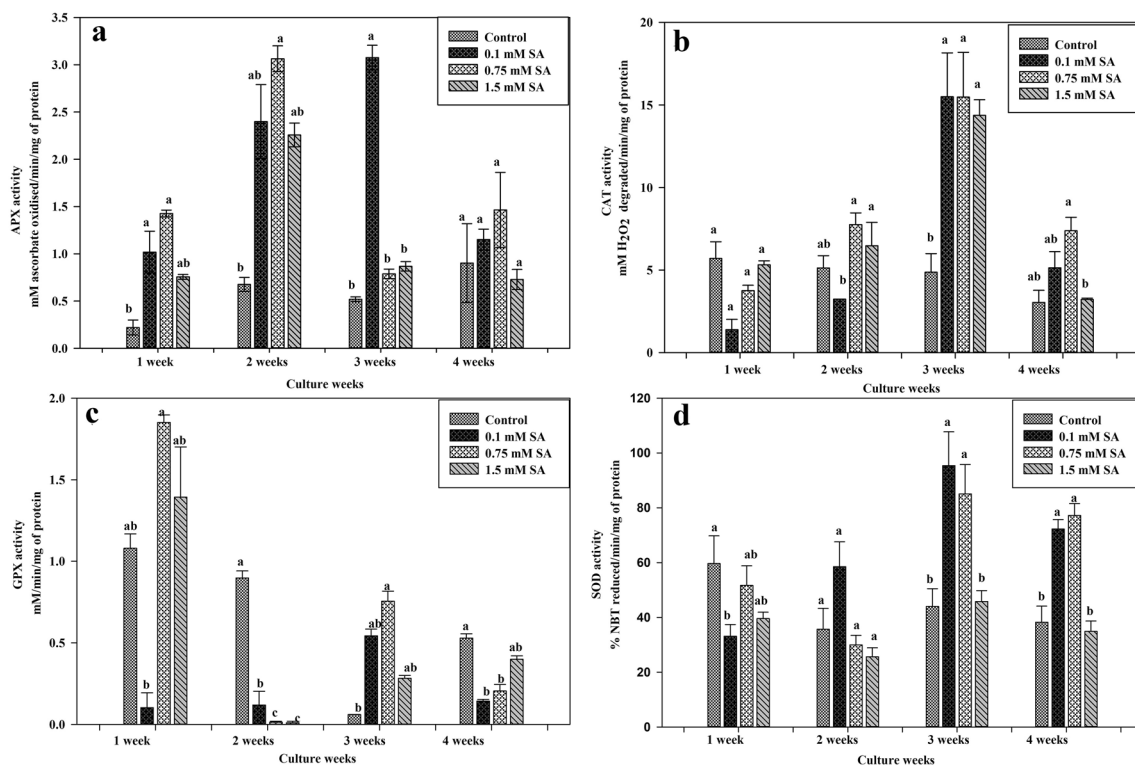 a
3.5
3.0
2.5
2.0
1.5
1.0
0.5
0.0
APX activity
mM ascorbate oxidised/min/mg of protein
Control
0.1 mM SA
0.75 mM SA
1.5 mM SA
b
a
a
ab
b
ab
a
ab
b
a
b
b
a
a
a
a
1 week
2 weeks
3 weeks
4 weeks
Culture weeks
b
20
15
10
5
0
CAT activity
mM H2O2 degraded/min/mg of protein
Control
0.1 mM SA
0.75 mM SA
1.5 mM SA
a
a
a
a
ab
b
a
a
b
a
a
a
ab
ab
a
b
1 week
2 weeks
3 weeks
4 weeks
Culture weeks
c
2.0
1.5
1.0
0.5
0.0
GPX activity
mM/min/mg of protein
Control
0.1 mM SA
0.75 mM SA
1.5 mM SA
ab
b
a
ab
a
b
c
c
b
ab
a
ab
a
b
b
ab
1 week
2 weeks
3 weeks
4 weeks
Culture weeks
d
120
100
80
60
40
20
0
SOD activity
% NBT reduced/min/mg of protein
Control
0.1 mM SA
0.75 mM SA
1.5 mM SA
a
b
ab
ab
a
a
a
a
b
a
a
b
b
a
a
b
1 week
2 weeks
3 weeks
4 weeks
Culture weeks